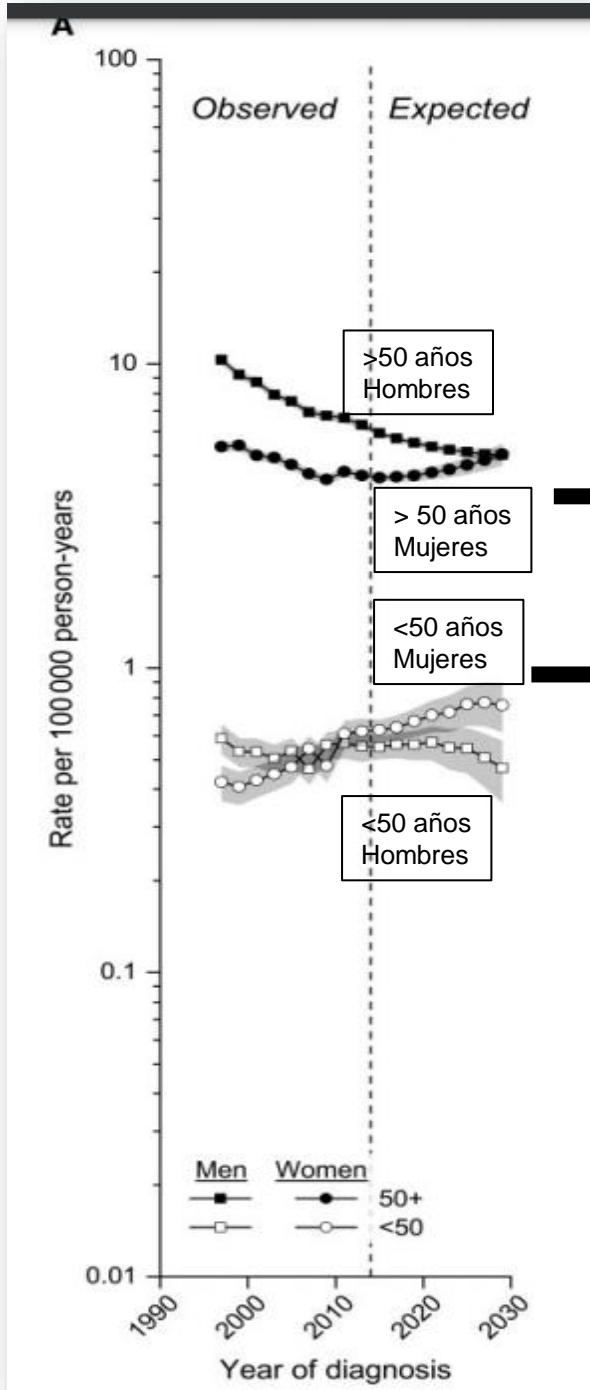 A
100
Observed
Expected
>50 años
Hombres
10
> 50 años
Mujeres
<50 años
Mujeres
1
<50 años
Hombres
0.1
Men Women
50+
<50
0.01
1990
2000
2010
2020
2030
Year of diagnosis
Rate per 100 000 person-years